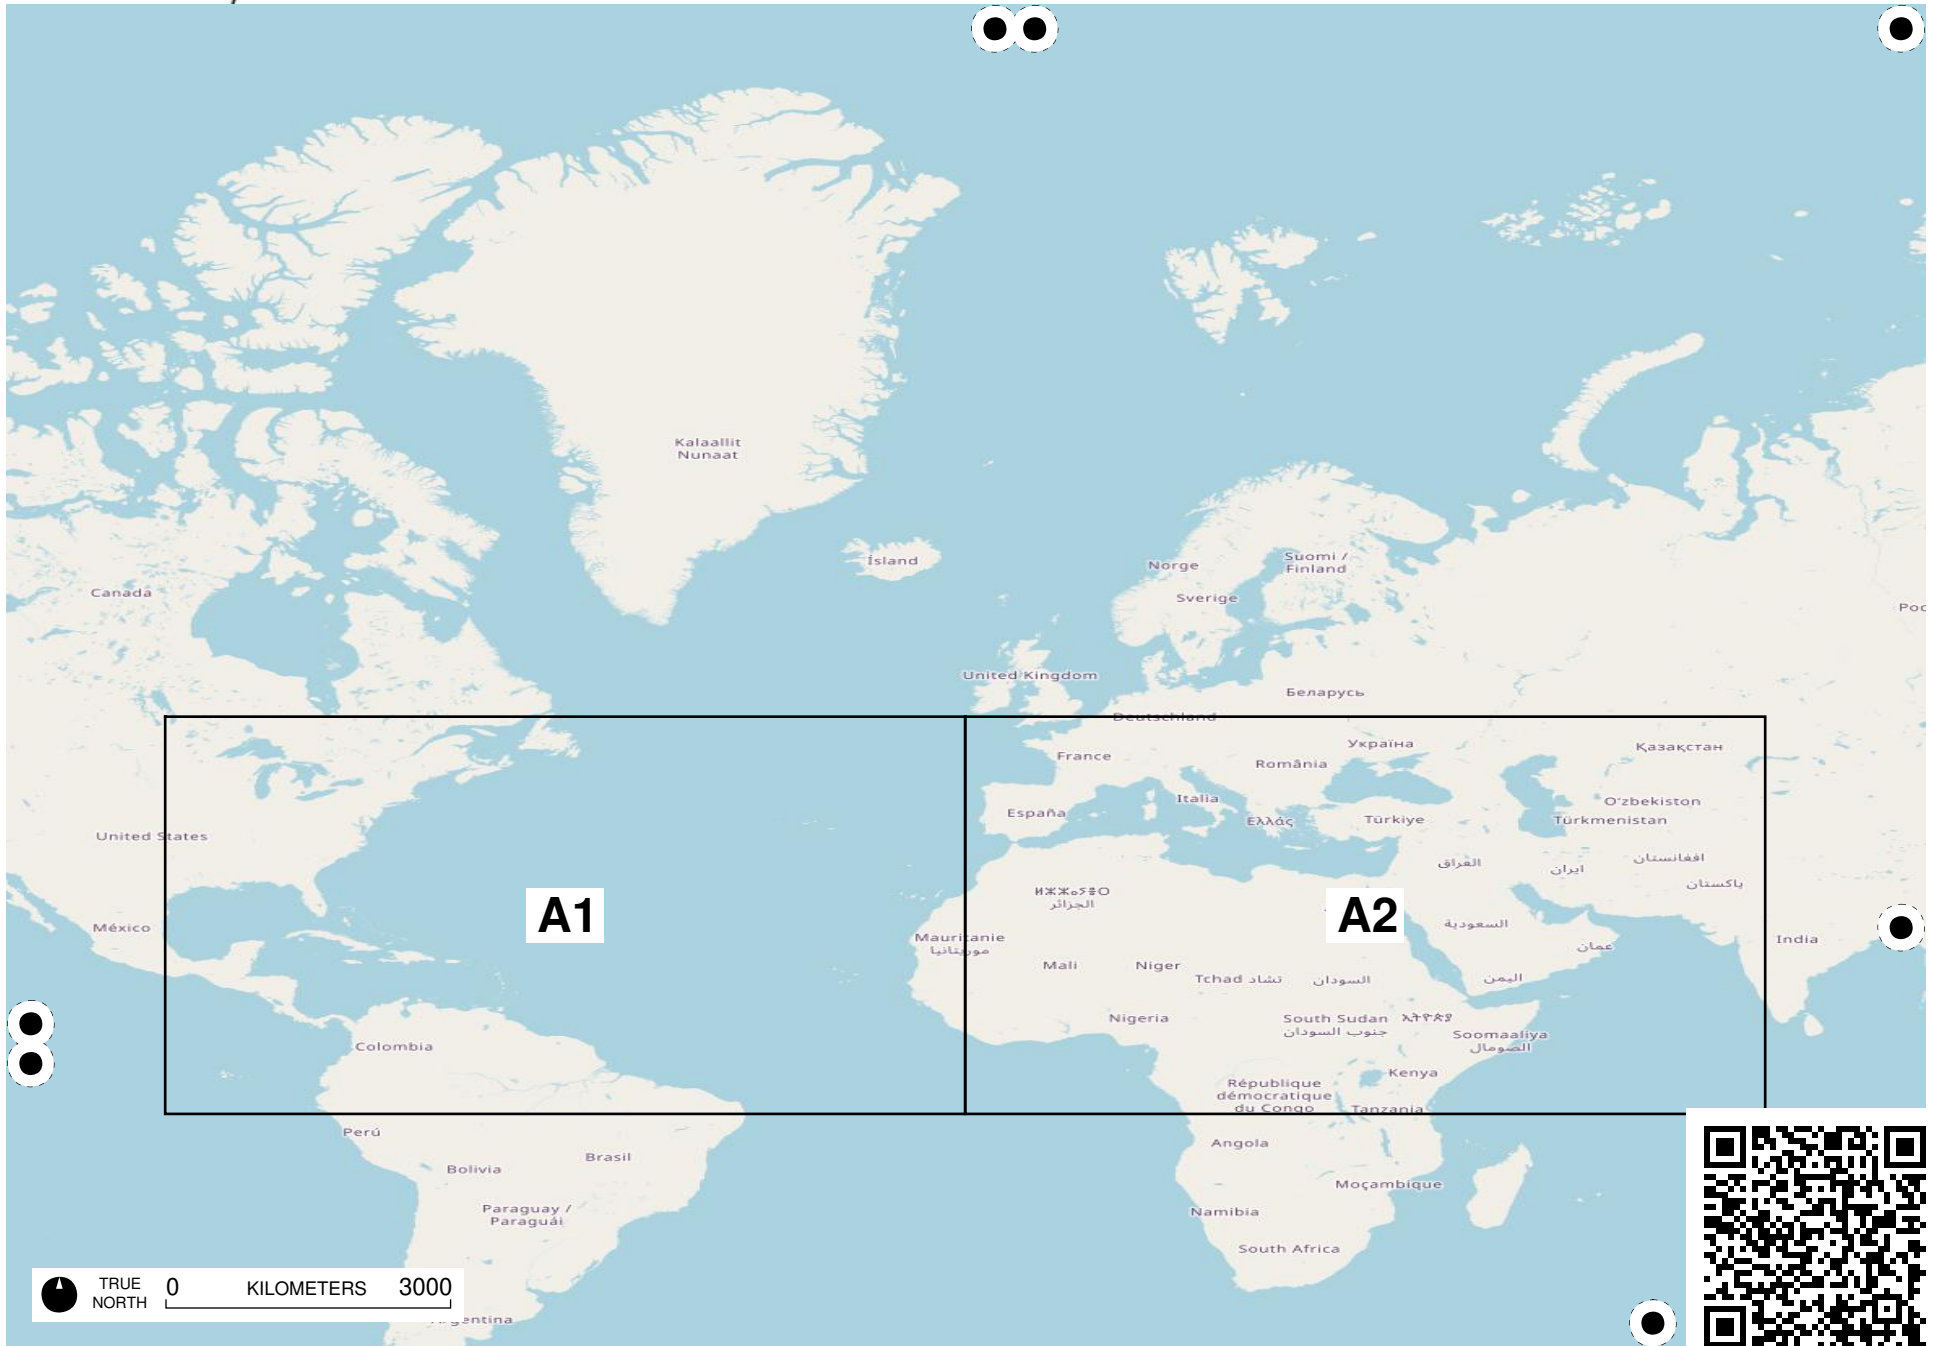 Kalaallit
Nunaat
Ísland
Norge
Suomi /
Finland
Sverige
Canada
United Kingdom
Беларусь
Deutschland
Україна
Қазақстан
France
România
Italia
España
Ελλάς
Türkiye
O'zbekiston
Türkmenistan
United States
العراق
ایران
افغانستان
پاکستان
ⵍⵣⵣⴰⵢⴻⵔ
الجزائر
A1
A2
México
Mauritanie
موريتانيا
السعودية
عمان
India
Mali
Niger
Tchad تشاد
السودان
اليمن
Nigeria
South Sudan
جنوب السودان
ኢትዮጵያ
Soomaaliya
الصومال
Colombia
Kenya
République
démocratique
du Congo
Tanzania
Perú
Angola
Bolivia
Brasil
Moçambique
Paraguay /
Paraguái
Namibia
South Africa
TRUE
NORTH
0 KILOMETERS 3000